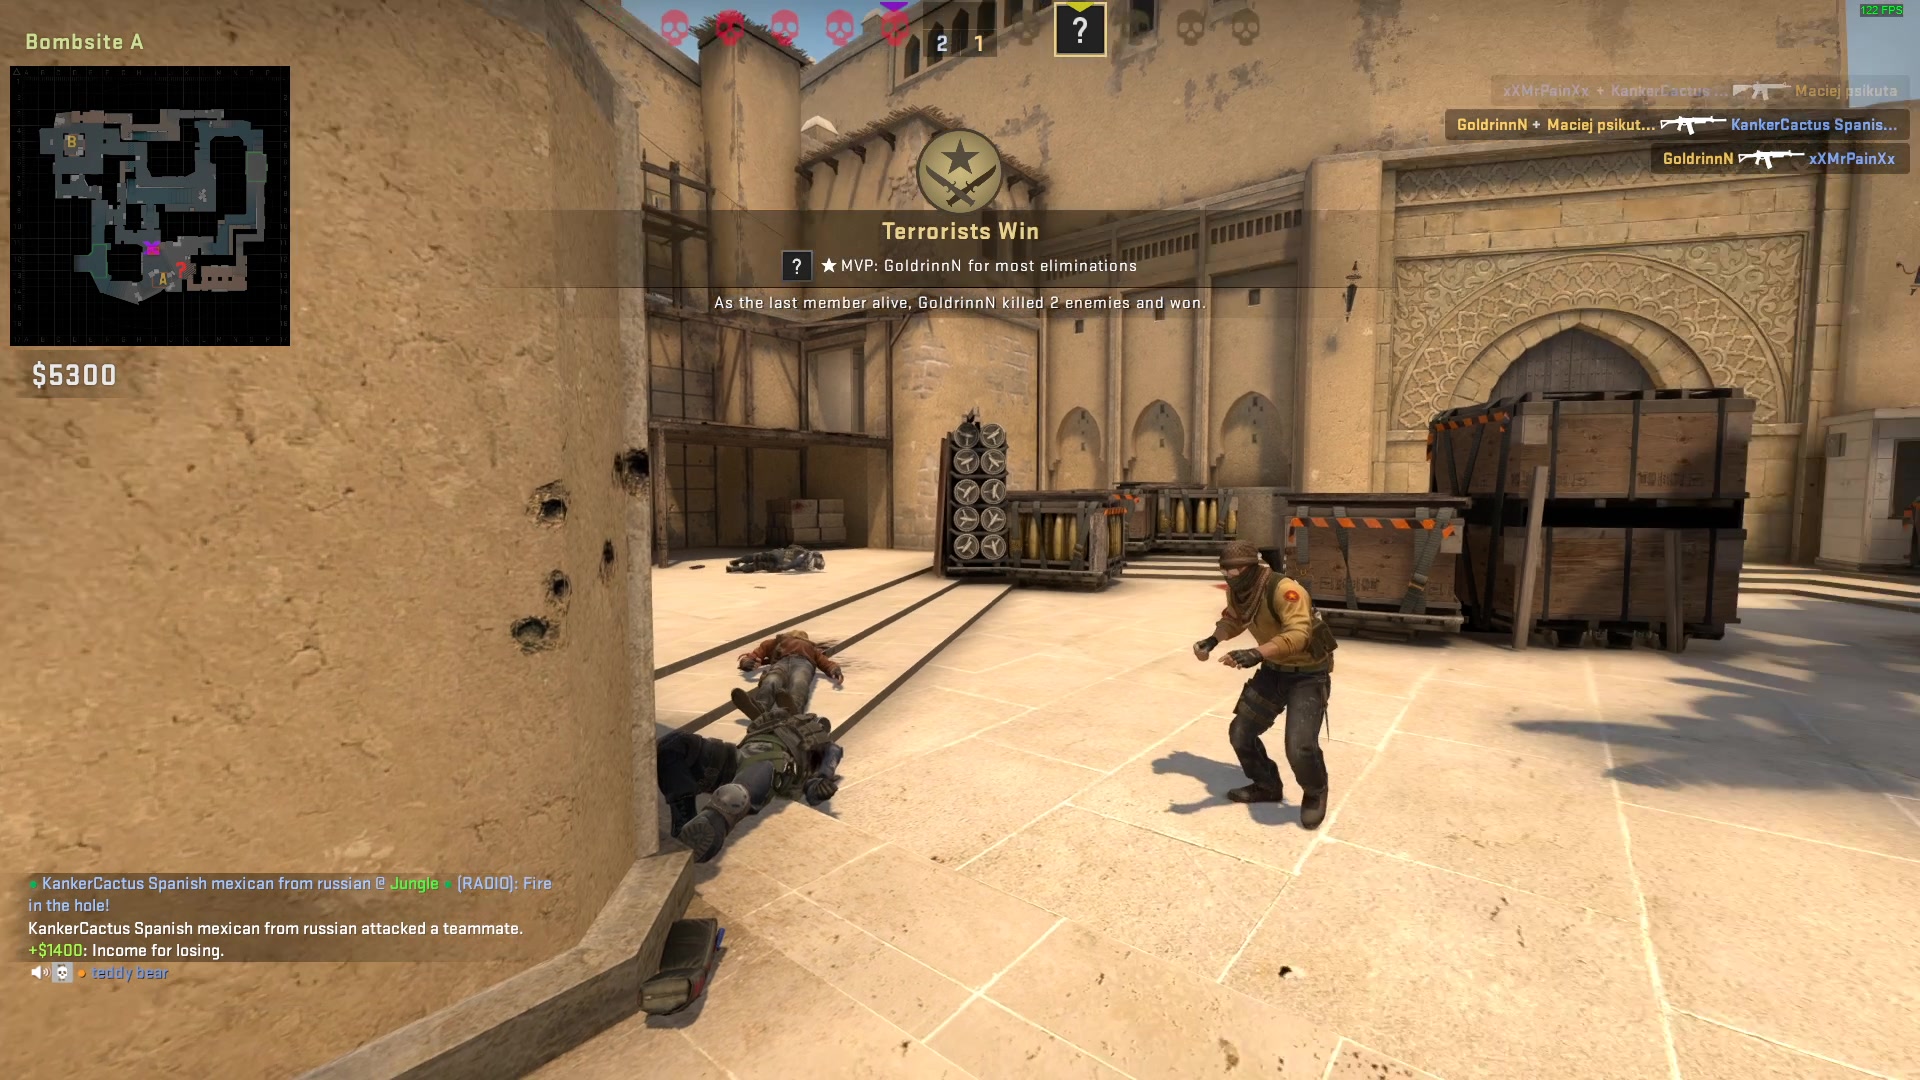 122 FPS
Bombsite A
2 1
?
B
A
?
$5300
xXMrPainXx + KankerCactus ... Maciej psikuta
GoldrinnN + Maciej psikut... KankerCactus Spanis...
GoldrinnN xXMrPainXx
Terrorists Win
? ★ MVP: GoldrinnN for most eliminations
As the last member alive, GoldrinnN killed 2 enemies and won.
KankerCactus Spanish mexican from russian @ Jungle (RADIO): Fire
in the hole!
KankerCactus Spanish mexican from russian attacked a teammate.
+$1400: Income for losing.
teddy bear